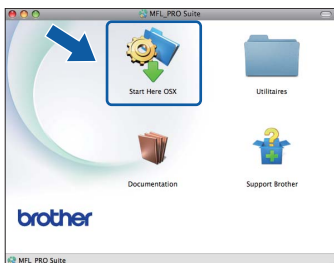 MFL_PRO Suite
Start Here OSX
Utilitaires
Documentation
Support Brother
brother
MFL_PRO Suite